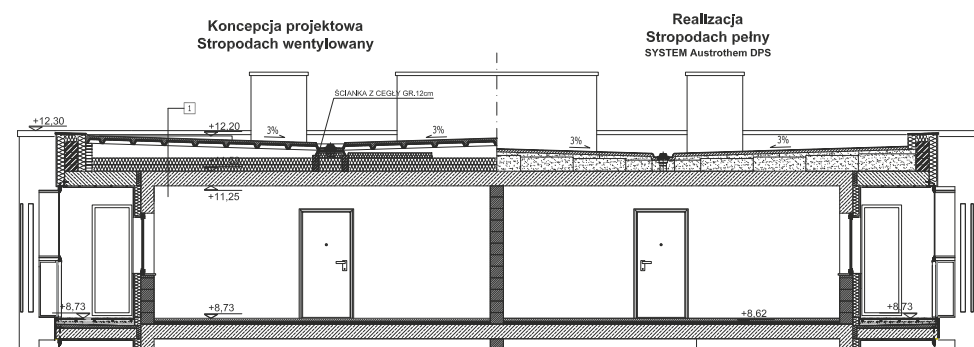 Koncepcja projektowa
Stropodach wentylowany
Realizacja
Stropodach pełny
SYSTEM Austrothem DPS
ŚCIANKA Z CEGŁY GR.12cm
1
+12,30
+12,20
3%
3%
3%
3%
+11,25
+8,73
+8,73
+8,62
+8,73